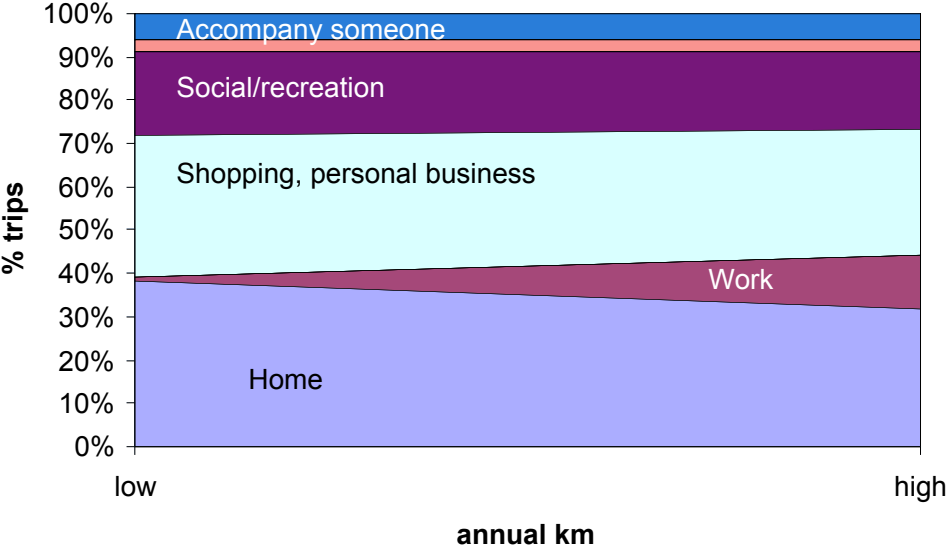 100%
90%
80%
70%
60%
50%
40%
30%
20%
10%
0%
% trips
Accompany someone
Social/recreation
Shopping, personal business
Work
Home
low
high
annual km